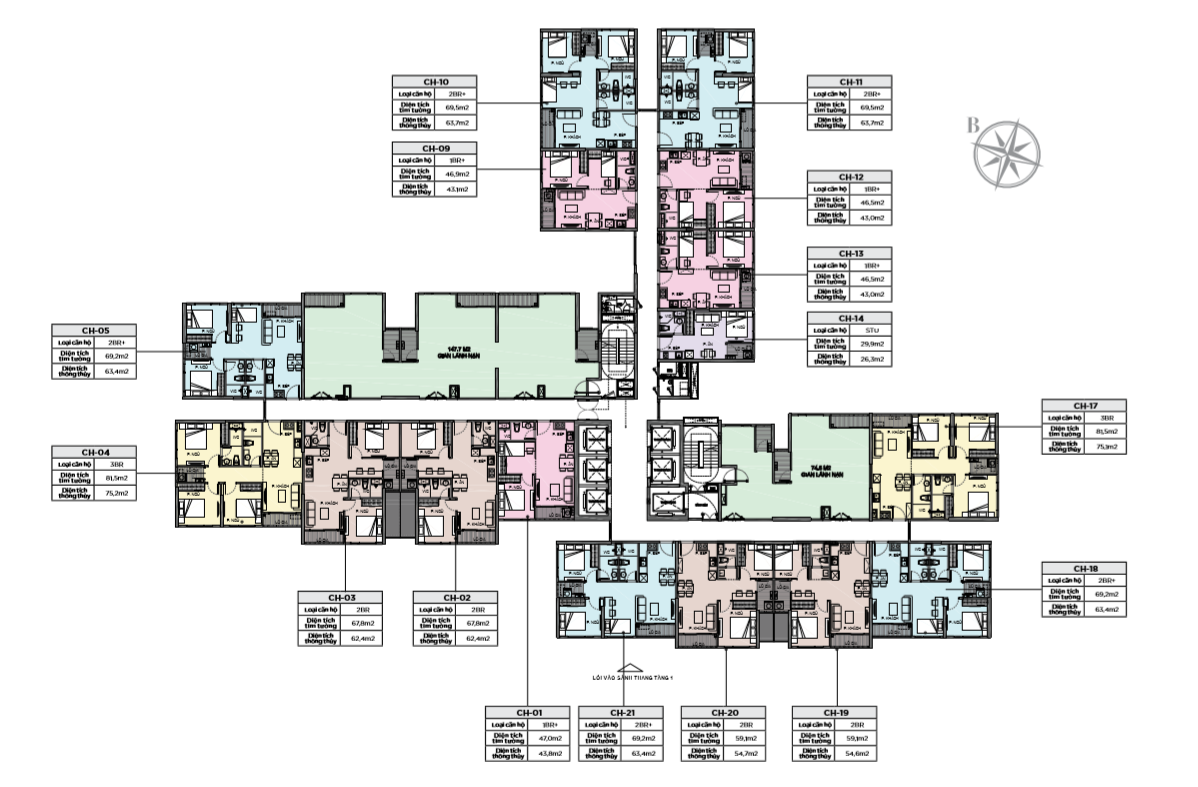 CH-10
Loại căn hộ 2BR+
Diện tích tim tường 69,5m2
Diện tích thông thủy 63,7m2
CH-11
Loại căn hộ 2BR+
Diện tích tim tường 69,5m2
Diện tích thông thủy 63,7m2
B
CH-09
Loại căn hộ 1BR+
Diện tích tim tường 46,9m2
Diện tích thông thủy 43,1m2
CH-12
Loại căn hộ 1BR+
Diện tích tim tường 46,5m2
Diện tích thông thủy 43,0m2
CH-13
Loại căn hộ 1BR+
Diện tích tim tường 46,5m2
Diện tích thông thủy 43,0m2
CH-14
Loại căn hộ STU
Diện tích tim tường 29,9m2
Diện tích thông thủy 26,3m2
CH-05
Loại căn hộ 2BR+
Diện tích tim tường 69,2m2
Diện tích thông thủy 63,4m2
147.7 M2
GIAN LÁNH NẠN
CH-17
Loại căn hộ 3BR
Diện tích tim tường 81,5m2
Diện tích thông thủy 75,1m2
CH-04
Loại căn hộ 3BR
Diện tích tim tường 81,5m2
Diện tích thông thủy 75,2m2
GIAN LÁNH NẠN
CH-18
Loại căn hộ 2BR+
Diện tích tim tường 69,2m2
Diện tích thông thủy 63,4m2
CH-03
Loại căn hộ 2BR
Diện tích tim tường 67,8m2
Diện tích thông thủy 62,4m2
CH-02
Loại căn hộ 2BR
Diện tích tim tường 67,8m2
Diện tích thông thủy 62,4m2
LỐI VÀO SẢNH THANG TẦNG 1
CH-01
Loại căn hộ 1BR+
Diện tích tim tường 47,0m2
Diện tích thông thủy 43,8m2
CH-21
Loại căn hộ 2BR+
Diện tích tim tường 69,2m2
Diện tích thông thủy 63,4m2
CH-20
Loại căn hộ 2BR
Diện tích tim tường 59,1m2
Diện tích thông thủy 54,7m2
CH-19
Loại căn hộ 2BR
Diện tích tim tường 59,1m2
Diện tích thông thủy 54,6m2